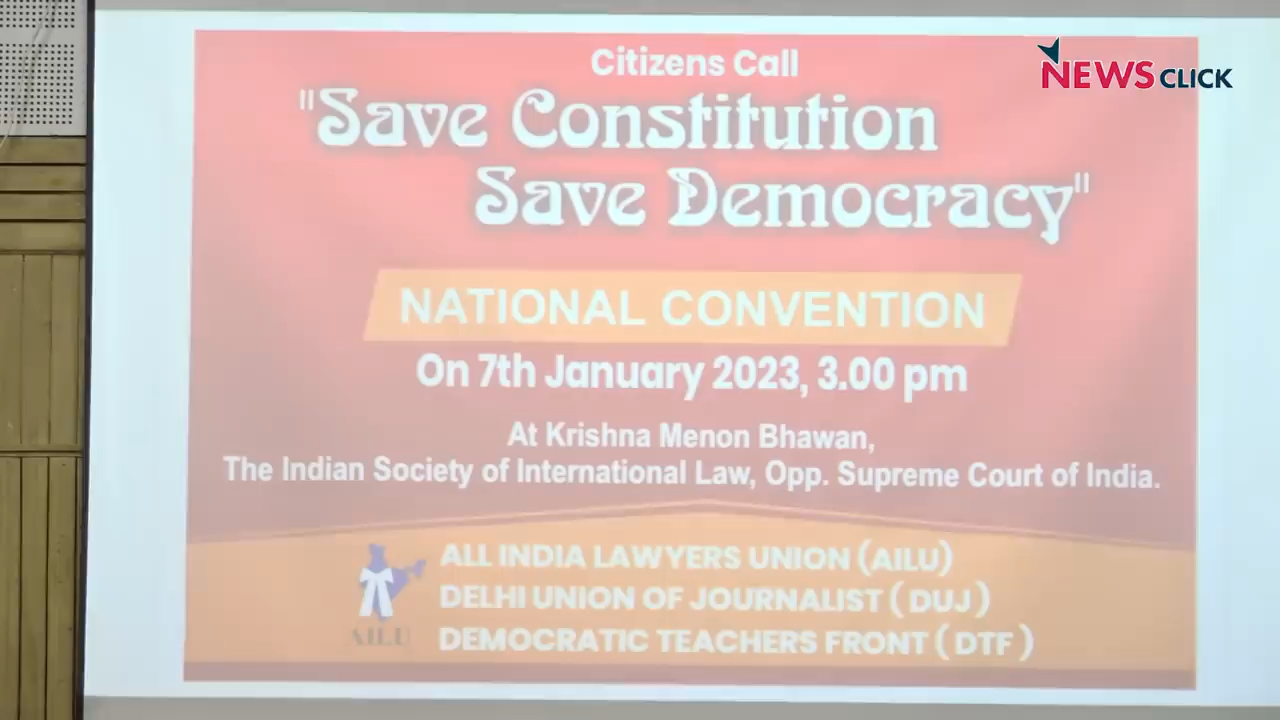 Citizens Call
NEWS CLICK
"Save Constitution
Save Democracy"
NATIONAL CONVENTION
On 7th January 2023, 3.00 pm
At Krishna Menon Bhawan,
The Indian Society of International Law, Opp. Supreme Court of India.
ALL INDIA LAWYERS UNION (AILU)
DELHI UNION OF JOURNALIST ( DUJ )
DEMOCRATIC TEACHERS FRONT ( DTF )
AILU